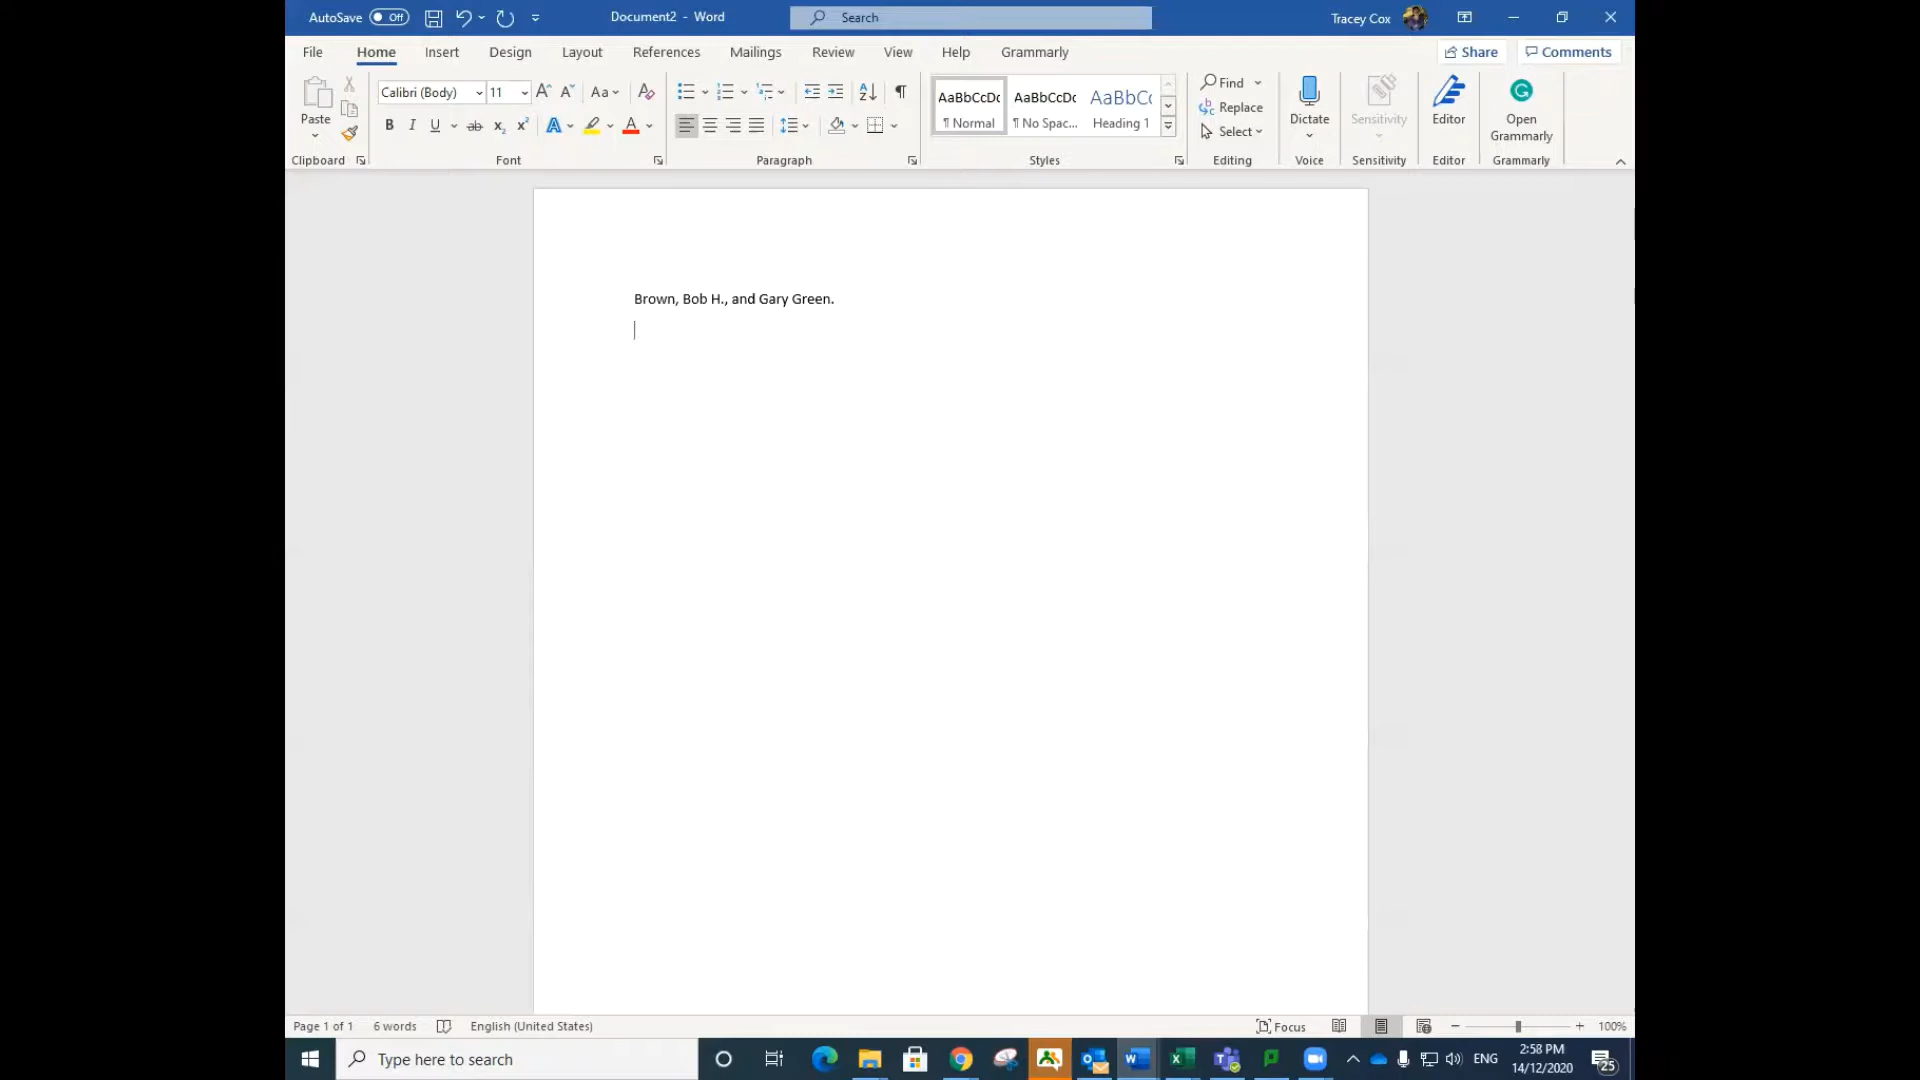 AutoSave Off Document2 - Word Search Tracey Cox
File Home Insert Design Layout References Mailings Review View Help Grammarly Share Comments
Calibri (Body) 11 Aa AaBbCcDc AaBbCcDc AaBbCc Find
Paste ¶ Normal ¶ No Spac... Heading 1 Replace Select Dictate Sensitivity Editor Open Grammarly
Clipboard Font Paragraph Styles Editing Voice Sensitivity Editor Grammarly
Brown, Bob H., and Gary Green.
Page 1 of 1 6 words English (United States) Focus 100%
Type here to search ENG 2:58 PM
14/12/2020 25